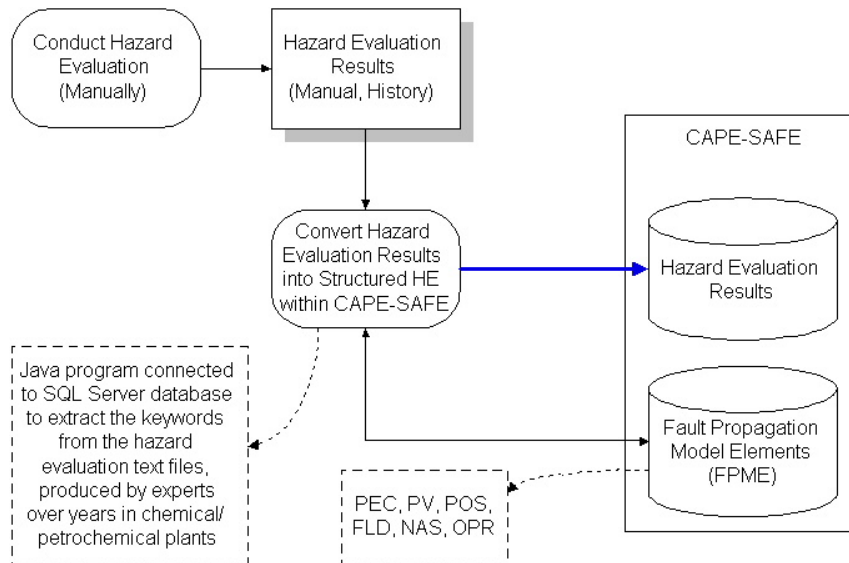 Conduct Hazard
Evaluation
(Manually)
Hazard Evaluation
Results
(Manual, History)
CAPE-SAFE
Convert Hazard
Evaluation Results
into Structured HE
within CAPE-SAFE
Hazard Evaluation
Results
Java program connected
to SQL Server database
to extract the keywords
from the hazard
evaluation text files,
produced by experts
over years in chemical/
petrochemical plants
Fault Propagation
Model Elements
(FPME)
PEC, PV, POS,
FLD, NAS, OPR